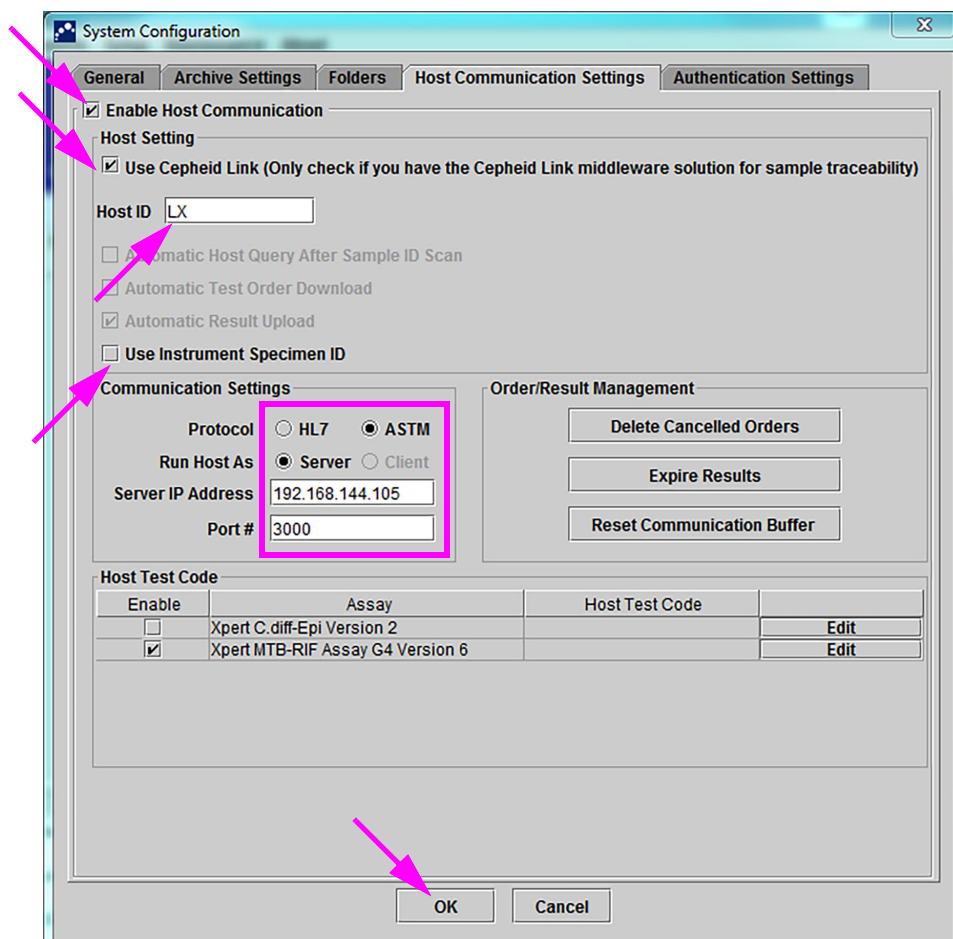 System Configuration
General Archive Settings Folders Host Communication Settings Authentication Settings
Enable Host Communication
Host Setting
Use Cepheid Link (Only check if you have the Cepheid Link middleware solution for sample traceability)
Host ID LX
Automatic Host Query After Sample ID Scan
Automatic Test Order Download
Automatic Result Upload
Use Instrument Specimen ID
Communication Settings
Protocol HL7 ASTM
Run Host As Server Client
Server IP Address 192.168.144.105
Port # 3000
Order/Result Management
Delete Cancelled Orders
Expire Results
Reset Communication Buffer
Host Test Code
Enable Assay Host Test Code
Xpert C.diff-Epi Version 2 Edit
Xpert MTB-RIF Assay G4 Version 6 Edit
OK Cancel